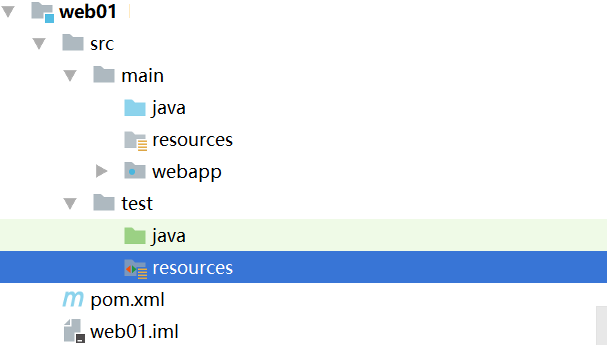 web01
src
main
java
resources
webapp
test
java
resources
pom.xml
web01.iml